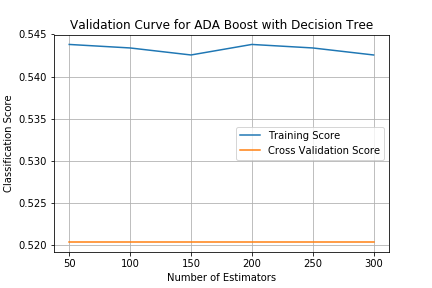 Validation Curve for ADA Boost with Decision Tree
0.545
0.540
0.535
0.530
0.525
0.520
Classification Score
Training Score
Cross Validation Score
50 100 150 200 250 300
Number of Estimators